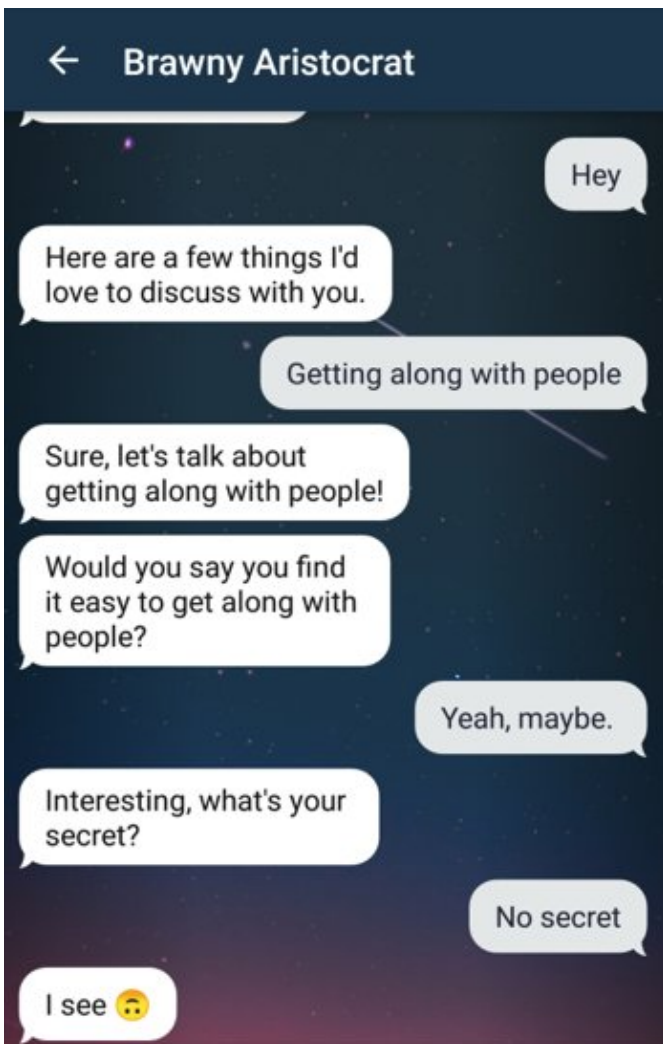 Brawny Aristocrat
Hey
Here are a few things I'd
love to discuss with you.
Getting along with people
Sure, let's talk about
getting along with people!
Would you say you find
it easy to get along with
people?
Yeah, maybe.
Interesting, what's your
secret?
No secret
I see 🙃